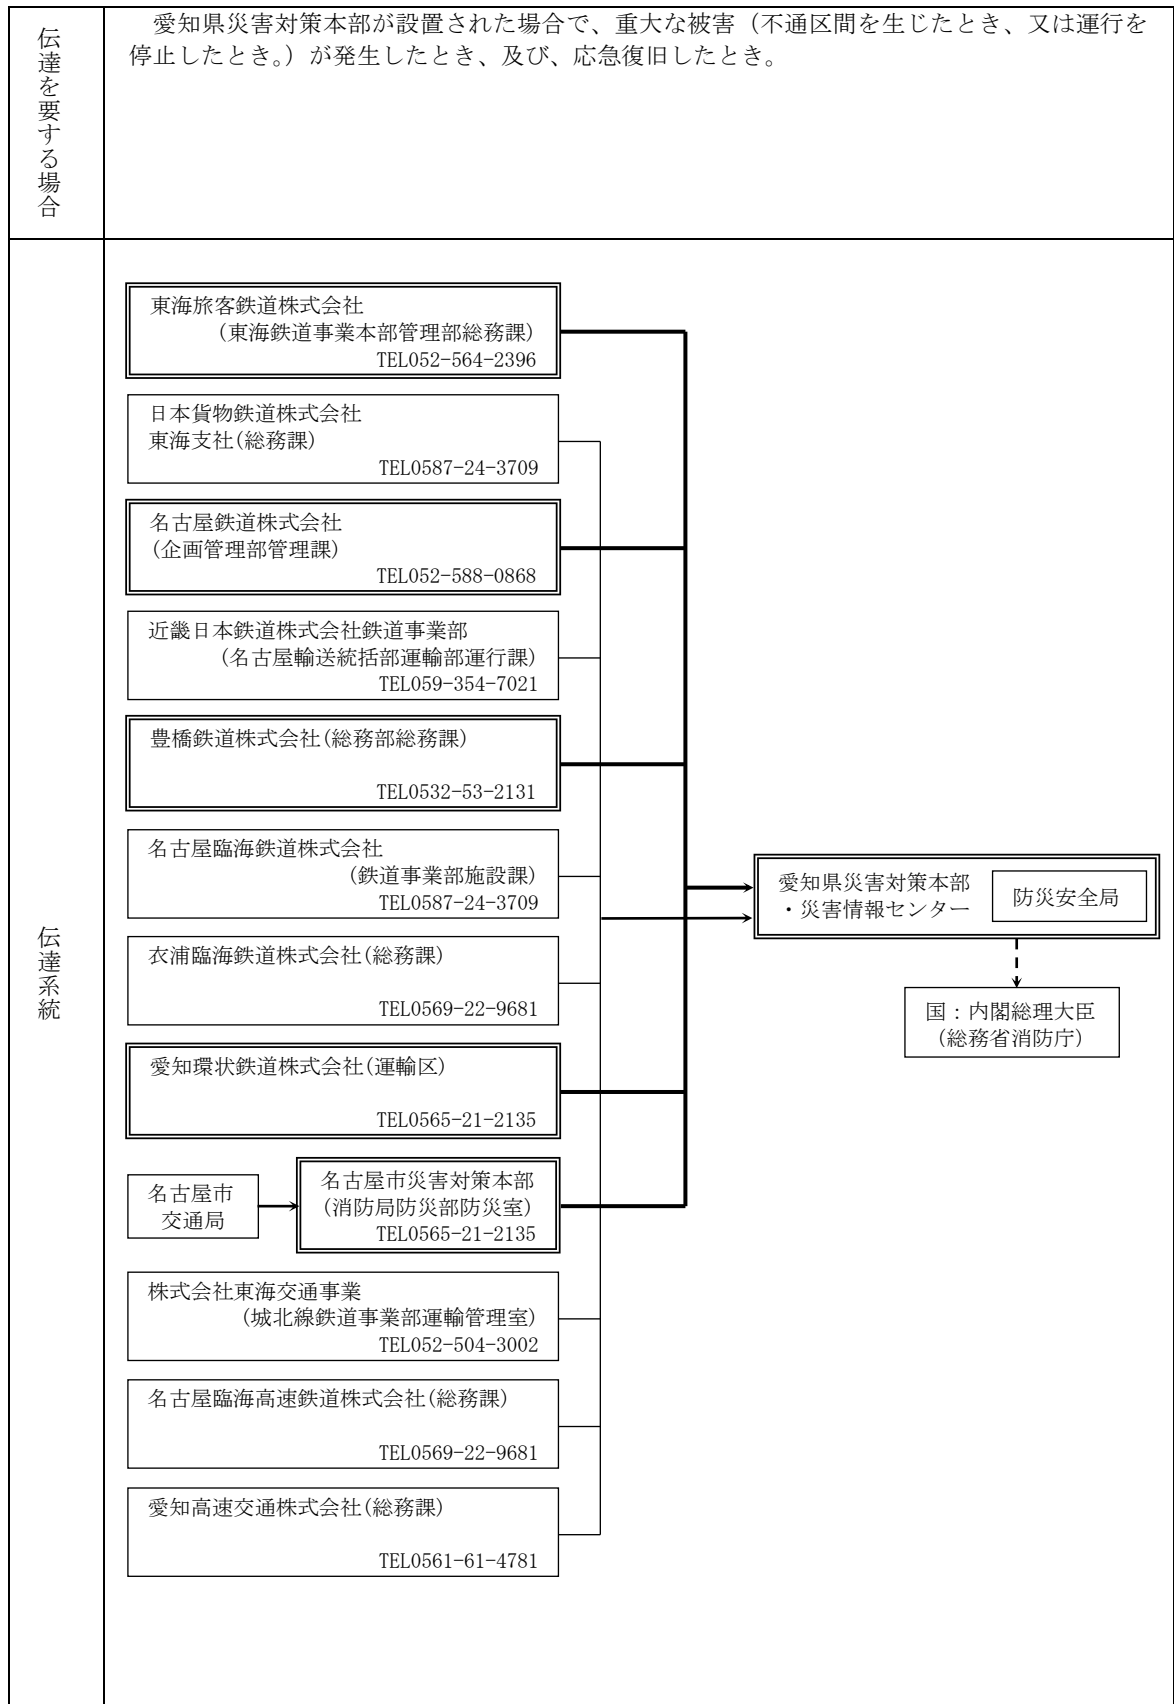 伝達を要する場合
愛知県災害対策本部が設置された場合で、重大な被害（不通区間を生じたとき、又は運行を
停止したとき。）が発生したとき、及び、応急復旧したとき。
伝達系統
東海旅客鉄道株式会社
（東海鉄道事業本部管理部総務課）
TEL052-564-2396
日本貨物鉄道株式会社
東海支社(総務課)
TEL0587-24-3709
名古屋鉄道株式会社
(企画管理部管理課)
TEL052-588-0868
近畿日本鉄道株式会社鉄道事業部
（名古屋輸送統括部運輸部運行課）
TEL059-354-7021
豊橋鉄道株式会社(総務部総務課)
TEL0532-53-2131
名古屋臨海鉄道株式会社
(鉄道事業部施設課)
TEL0587-24-3709
衣浦臨海鉄道株式会社(総務課)
TEL0569-22-9681
愛知環状鉄道株式会社(運輸区)
TEL0565-21-2135
名古屋市
交通局
名古屋市災害対策本部
(消防局防災部防災室)
TEL0565-21-2135
株式会社東海交通事業
（城北線鉄道事業部運輸管理室）
TEL052-504-3002
名古屋臨海高速鉄道株式会社(総務課)
TEL0569-22-9681
愛知高速交通株式会社(総務課)
TEL0561-61-4781
愛知県災害対策本部
・災害情報センター
防災安全局
国：内閣総理大臣
（総務省消防庁）